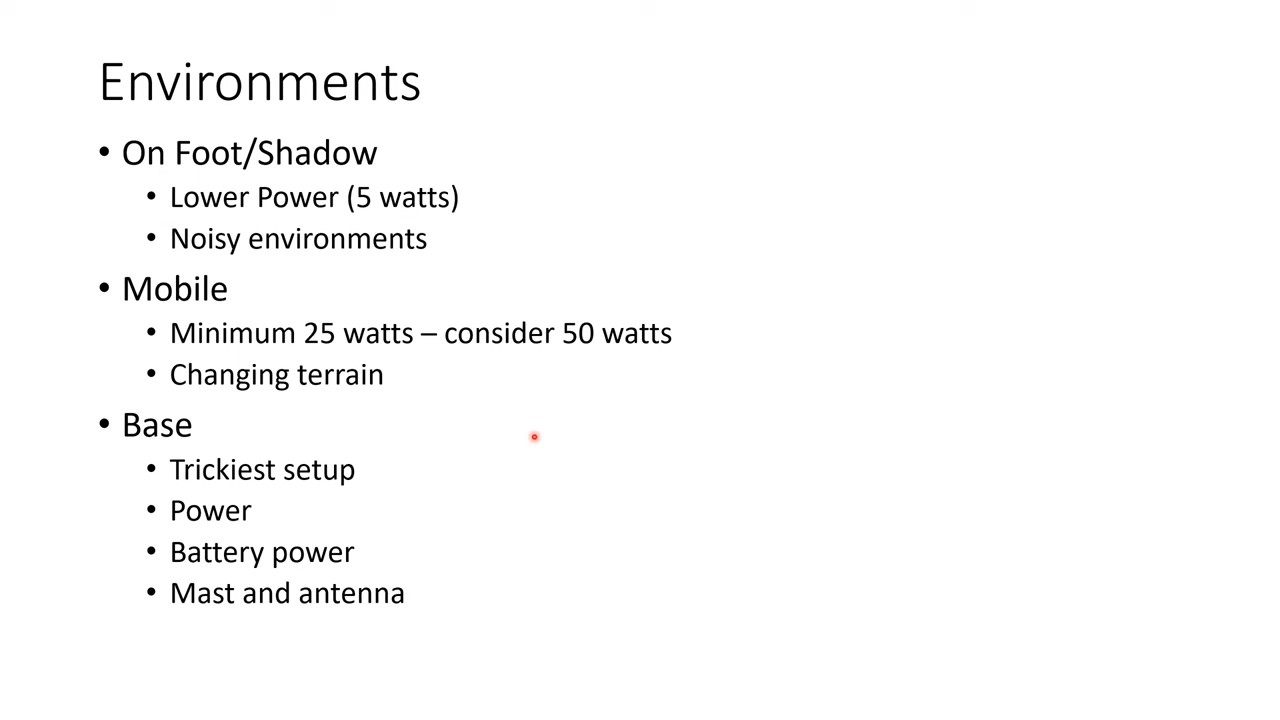 Environments
• On Foot/Shadow
• Lower Power (5 watts)
• Noisy environments
• Mobile
• Minimum 25 watts – consider 50 watts
• Changing terrain
• Base
• Trickiest setup
• Power
• Battery power
• Mast and antenna